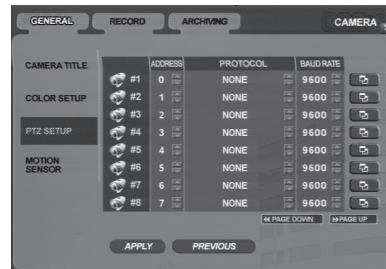 GENERAL RECORD ARCHIVING CAMERA
CAMERA TITLE
COLOR SETUP
PTZ SETUP
MOTION
SENSOR
ADDRESS PROTOCOL BAUD RATE
#1 0 NONE 9600
#2 1 NONE 9600
#3 2 NONE 9600
#4 3 NONE 9600
#5 4 NONE 9600
#6 5 NONE 9600
#7 6 NONE 9600
#8 7 NONE 9600
PAGE DOWN PAGE UP
APPLY PREVIOUS